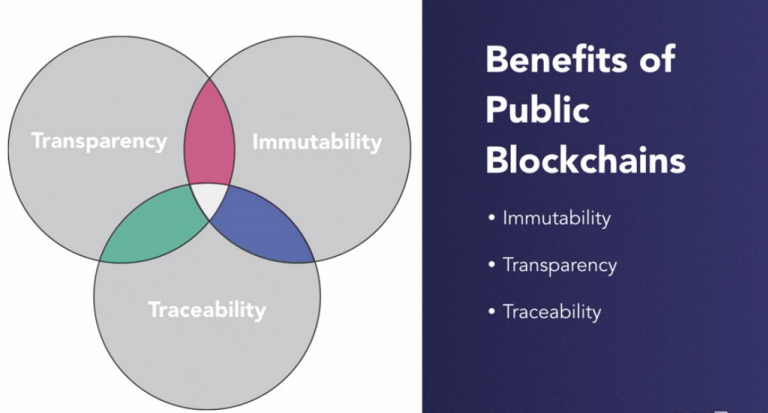 Transparency
Immutability
Traceability
Benefits of
Public
Blockchains
• Immutability
• Transparency
• Traceability